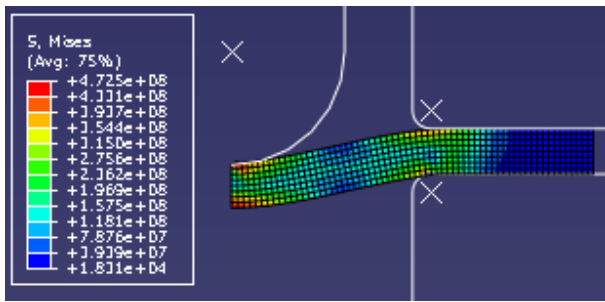 S, Mises
(Avg: 75%)
+4.725e+08
+4.331e+08
+3.937e+08
+3.544e+08
+3.150e+08
+2.756e+08
+2.362e+08
+1.969e+08
+1.575e+08
+1.181e+08
+7.876e+07
+3.939e+07
+1.831e+04